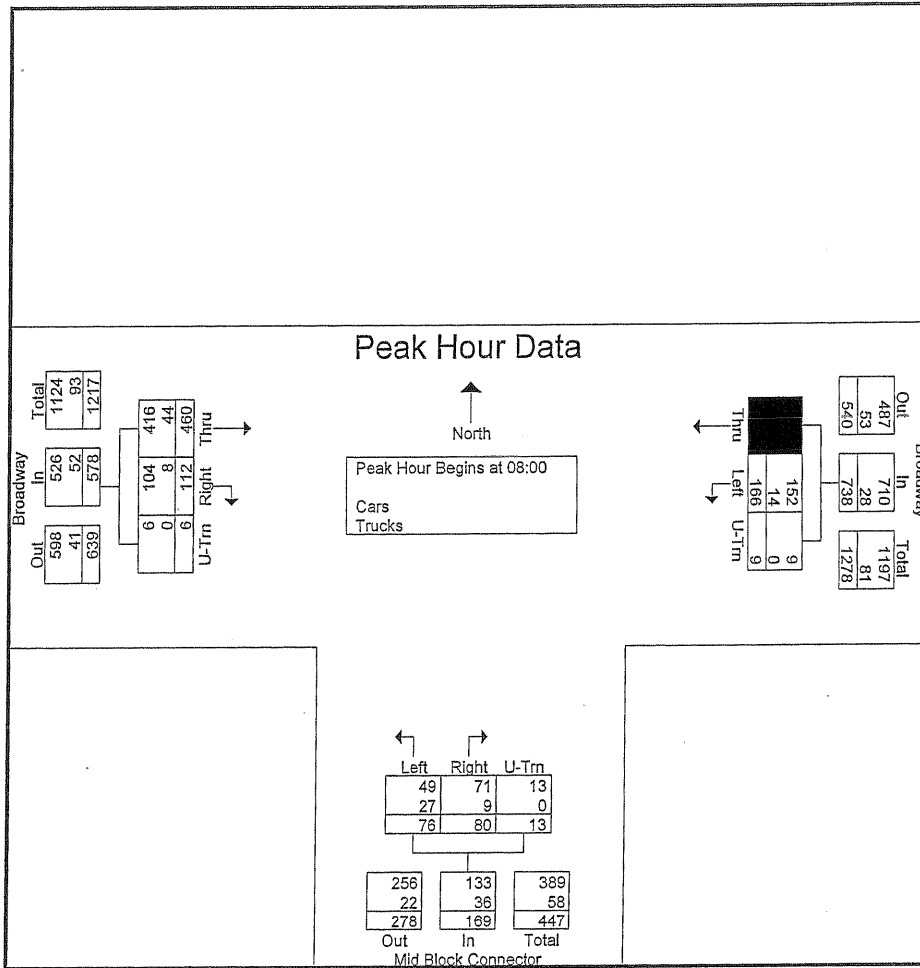 Peak Hour Data
North
Peak Hour Begins at 08:00
Cars
Trucks
Broadway
Total
1124
93
1217
In
526
52
578
Out
598
41
639
Thru
416
44
460
Right
104
8
112
U-Trn
6
0
6
Thru
Left
152
14
166
U-Trn
9
0
9
Out
487
53
540
In
710
28
738
Total
1197
81
1278
Broadway
Left Right U-Trn
49 71 13
27 9 0
76 80 13
256 133 389
22 36 58
278 169 447
Out In Total
Mid Block Connector